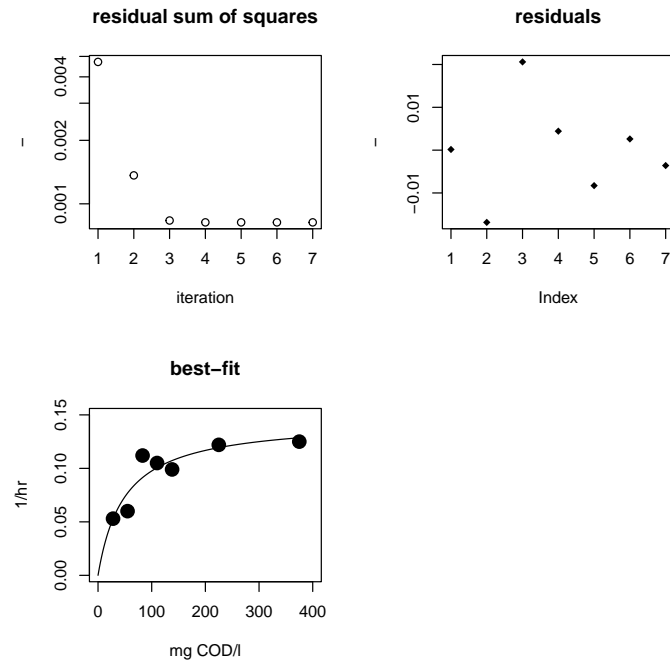 residual sum of squares
−
0.001 0.002 0.004
1 2 3 4 5 6 7
iteration
residuals
−
−0.01 0.01
1 2 3 4 5 6 7
Index
best−fit
1/hr
0.00 0.05 0.10 0.15
0 100 200 300 400
mg COD/l